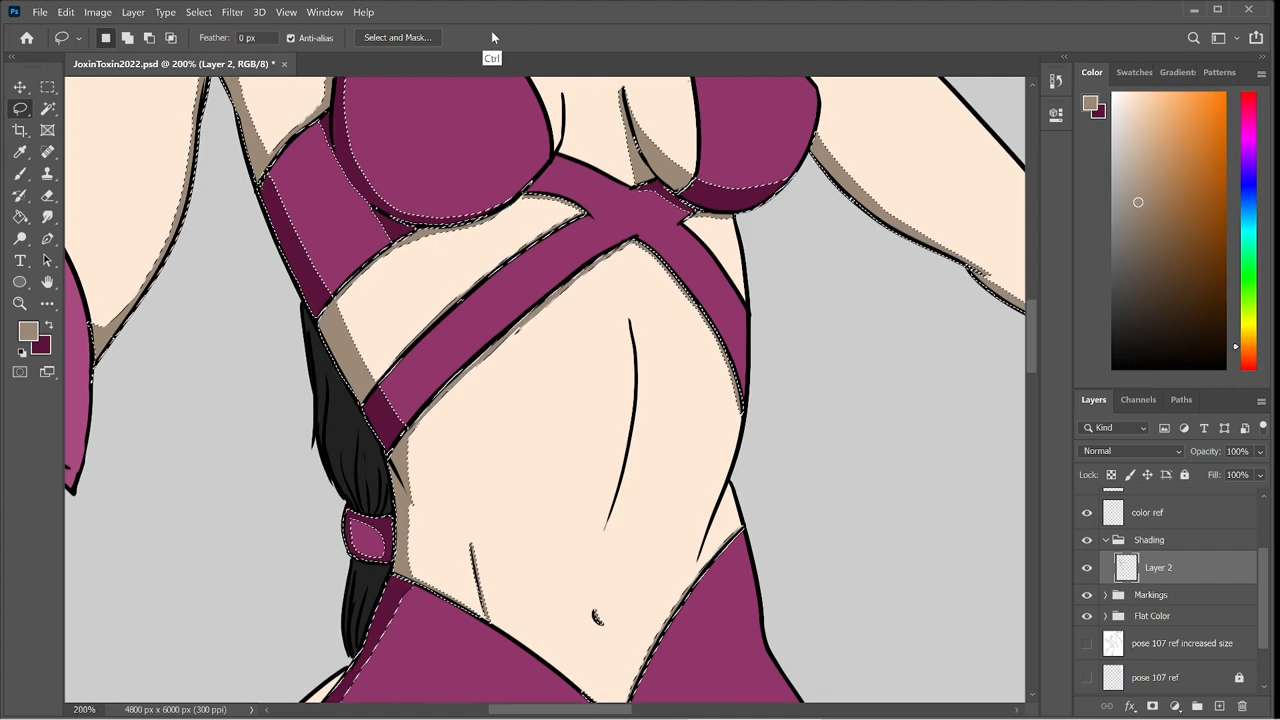 Ps File Edit Image Layer Type Select Filter 3D View Window Help
Feather: 0 px Anti-alias Select and Mask...
Ctrl
JoxinToxin2022.psd @ 200% (Layer 2, RGB/8) *
Color Swatches Gradients Patterns
Layers Channels Paths
Kind
Normal Opacity: 100%
Lock: Fill: 100%
color ref
Shading
Layer 2
Markings
Flat Color
pose 107 ref increased size
pose 107 ref
200% 4800 px x 6000 px (300 ppi)
fx